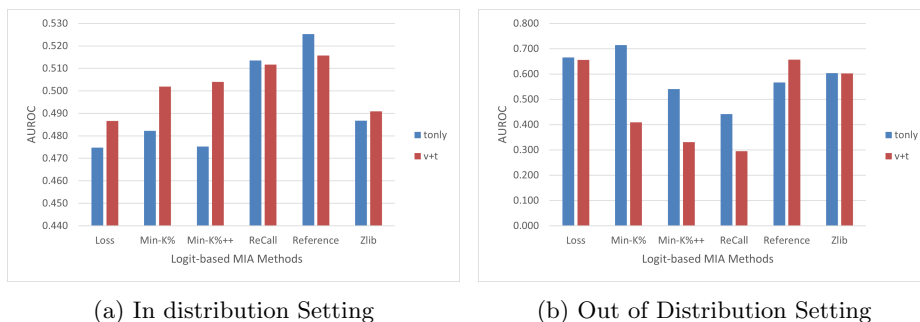 0.530
0.520
0.510
0.500
0.490
0.480
0.470
0.460
0.450
0.440
AUROC
Loss Min-K% Min-K%++ ReCall Reference Zlib
Logit-based MIA Methods
tonly
v+t
(a) In distribution Setting
0.800
0.700
0.600
0.500
0.400
0.300
0.200
0.100
0.000
AUROC
Loss Min-K% Min-K%++ ReCall Reference Zlib
Logit-based MIA Methods
tonly
v+t
(b) Out of Distribution Setting